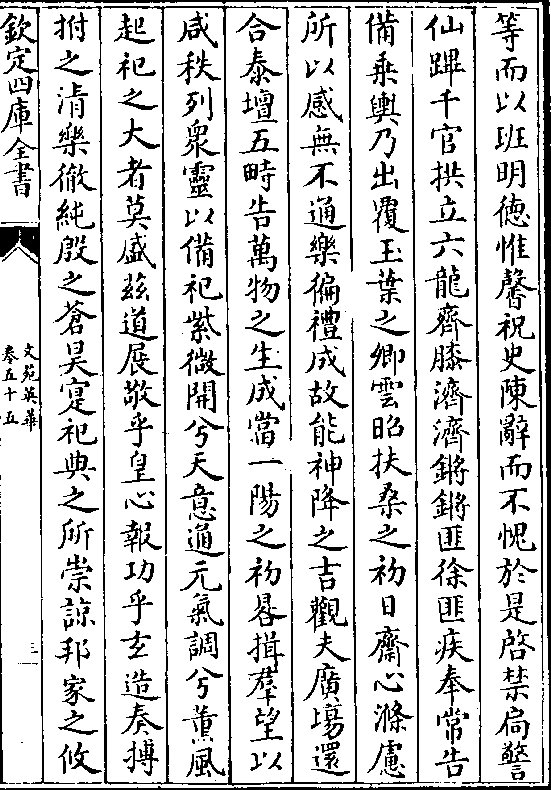 等而以班明德惟馨祝史陳辭而不愧於是啓禁扃警
仙蹕千官拱立六龍齊膝濟濟鏘鏘匪徐匪疾奉常告
備乗輿乃出覆玉葉之卿雲昭扶桑之初日齋心滌慮
所以感無不通樂徧禮成故能神降之吉觀夫廣場還
合泰壇五畤告萬物之生成當一陽之初晷揖羣望以
咸秩列衆靈以備祀紫微開兮天意通元氣調兮薫風
起祀之大者莫盛兹道展敬乎皇心報功乎玄造奏搏
拊之清樂徹純殷之蒼昊寔祀典之所崇諒邦家之攸
欽定四庫全書
文苑英華
卷五十五
三